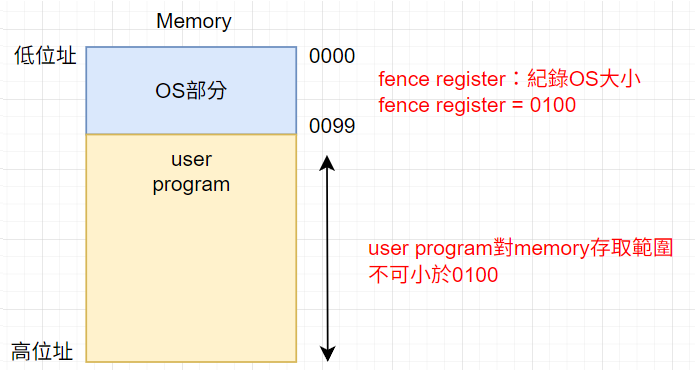 Memory
低位址
0000
OS部分
fence register：紀錄OS大小
fence register = 0100
0099
user
program
user program對memory存取範圍
不可小於0100
高位址